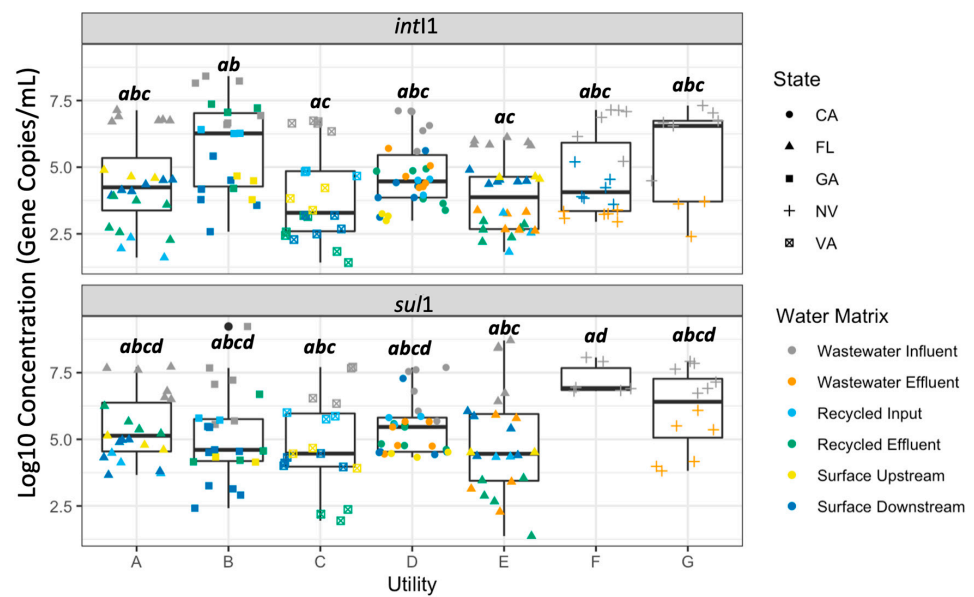 intI1
Log10 Concentration (Gene Copies/mL)
7.5
5.0
2.5
abc
ab
ac
abc
ac
abc
abc
sul1
7.5
5.0
2.5
abcd
abcd
abc
abcd
abc
ad
abcd
A B C D E F G
Utility
State
CA
FL
GA
NV
VA
Water Matrix
Wastewater Influent
Wastewater Effluent
Recycled Input
Recycled Effluent
Surface Upstream
Surface Downstream